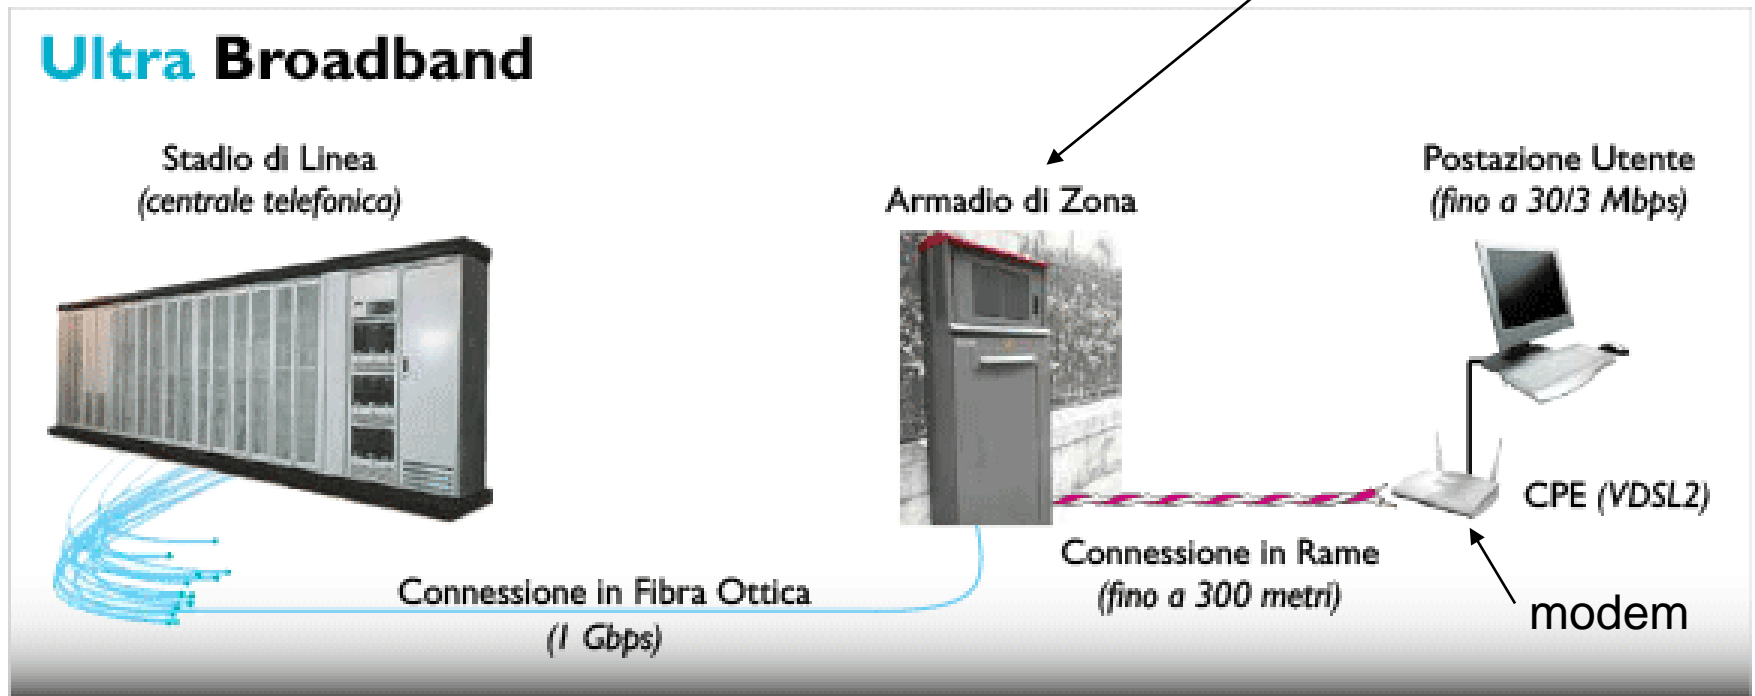 Ultra Broadband
Stadio di Linea
(centrale telefonica)
Armadio di Zona
Postazione Utente
(fino a 30/3 Mbps)
CPE (VDSL2)
Connessione in Rame
(fino a 300 metri)
modem
Connessione in Fibra Ottica
(1 Gbps)